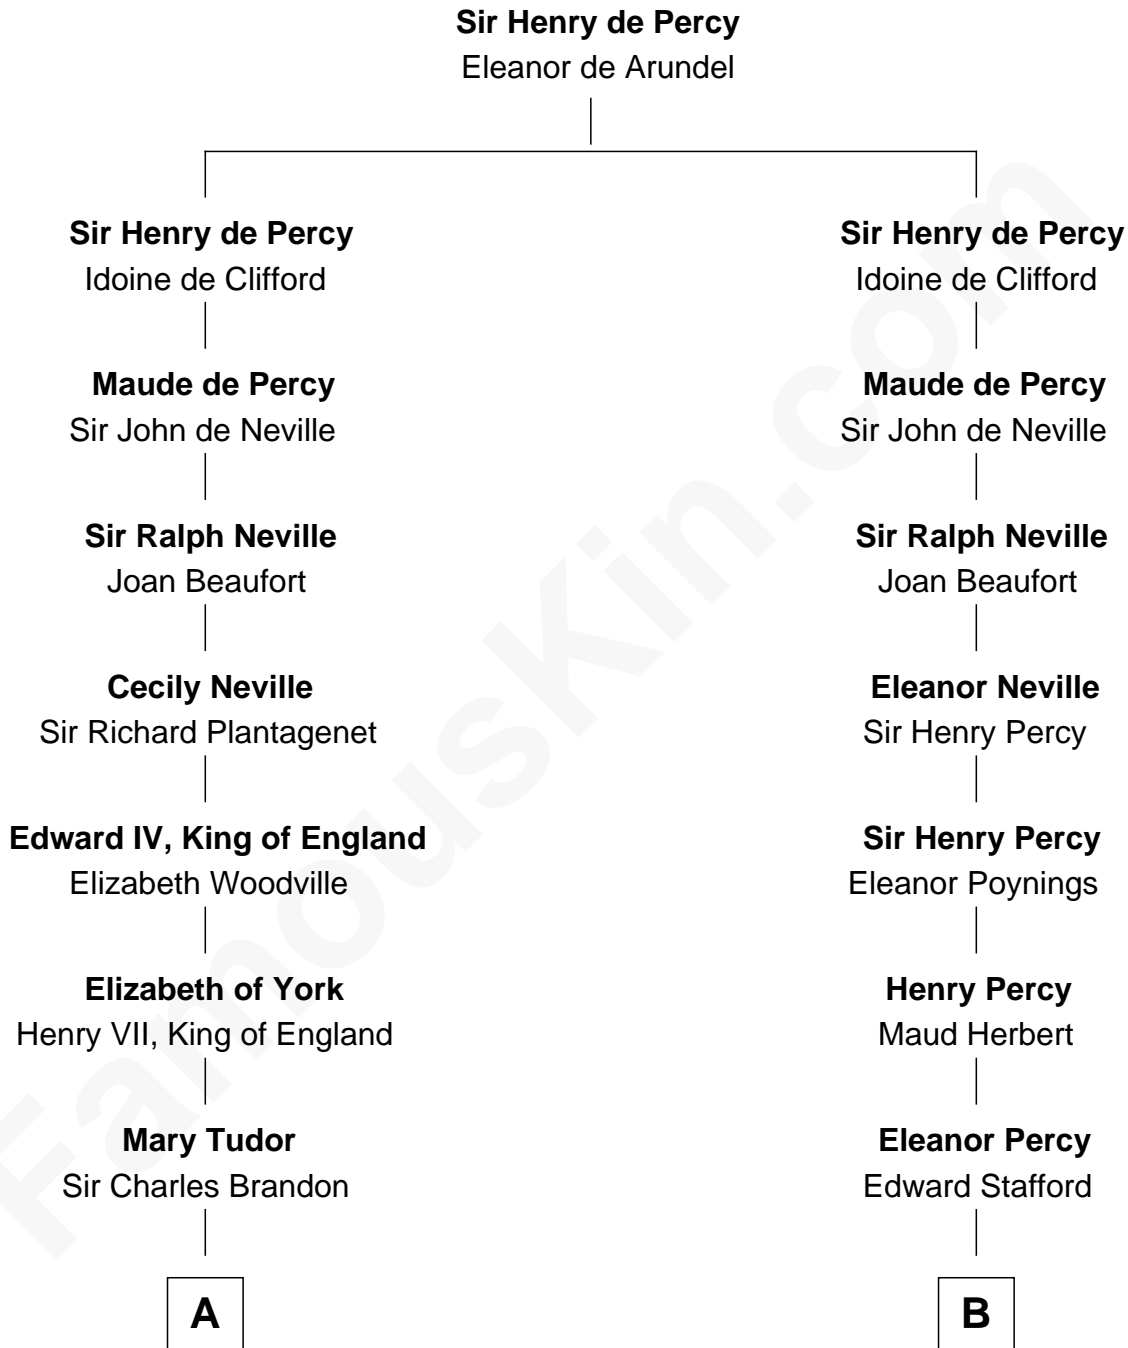 Sir Henry de Percy
Eleanor de Arundel
Sir Henry de Percy
Idoine de Clifford
Maude de Percy
Sir John de Neville
Sir Ralph Neville
Joan Beaufort
Cecily Neville
Sir Richard Plantagenet
Edward IV, King of England
Elizabeth Woodville
Elizabeth of York
Henry VII, King of England
Mary Tudor
Sir Charles Brandon
A
Sir Henry de Percy
Idoine de Clifford
Maude de Percy
Sir John de Neville
Sir Ralph Neville
Joan Beaufort
Eleanor Neville
Sir Henry Percy
Sir Henry Percy
Eleanor Poynings
Henry Percy
Maud Herbert
Eleanor Percy
Edward Stafford
B
FamousKin.com